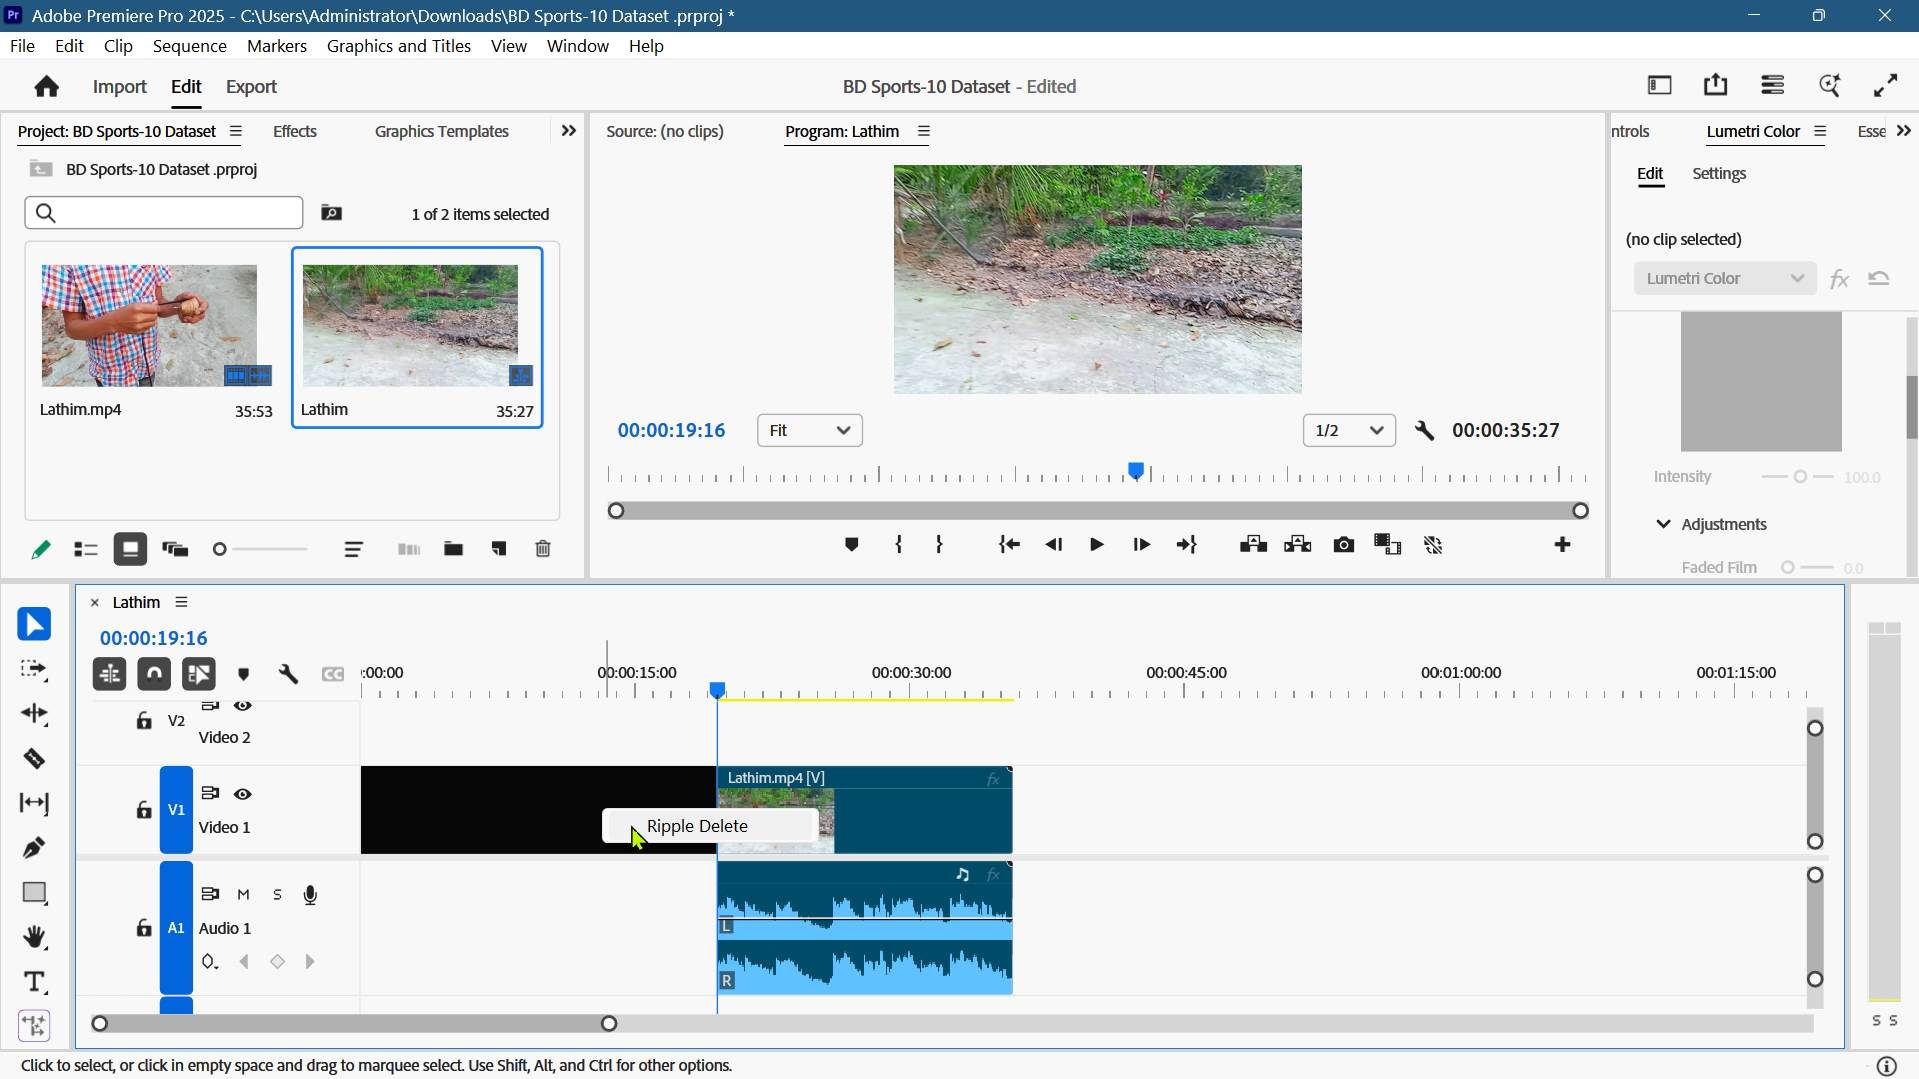 Pr Adobe Premiere Pro 2025 - C:\Users\Administrator\Downloads\BD Sports-10 Dataset .prproj *
File Edit Clip Sequence Markers Graphics and Titles View Window Help
Import Edit Export BD Sports-10 Dataset - Edited
Project: BD Sports-10 Dataset Effects Graphics Templates Source: (no clips) Program: Lathim ntrols Lumetri Color Esse
BD Sports-10 Dataset .prproj
Edit Settings
1 of 2 items selected
(no clip selected)
Lumetri Color fx
Lathim.mp4 35:53 Lathim 35:27
00:00:19:16 Fit 1/2 00:00:35:27
Intensity 100.0
Adjustments
Faded Film 0.0
Lathim
00:00:19:16
CC :00:00 00:00:15:00 00:00:30:00 00:00:45:00 00:01:00:00 00:01:15:00
V2
Video 2
Lathim.mp4 [V] fx
V1
Video 1
Ripple Delete
fx
M S
A1 Audio 1
L
R
T
S S
Click to select, or click in empty space and drag to marquee select. Use Shift, Alt, and Ctrl for other options.